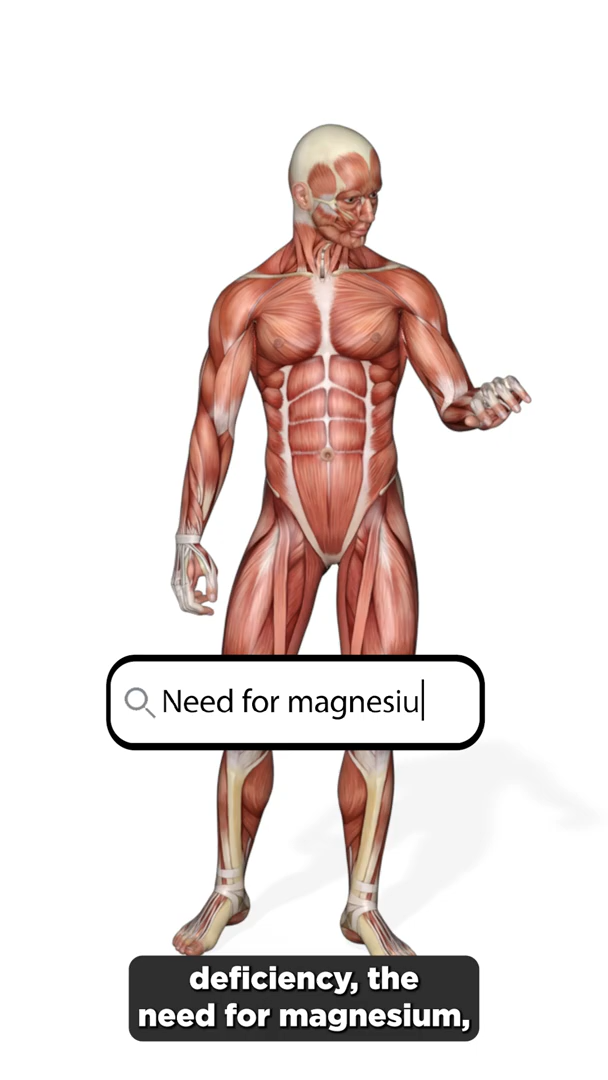 Need for magnesiu
deficiency, the
need for magnesium,